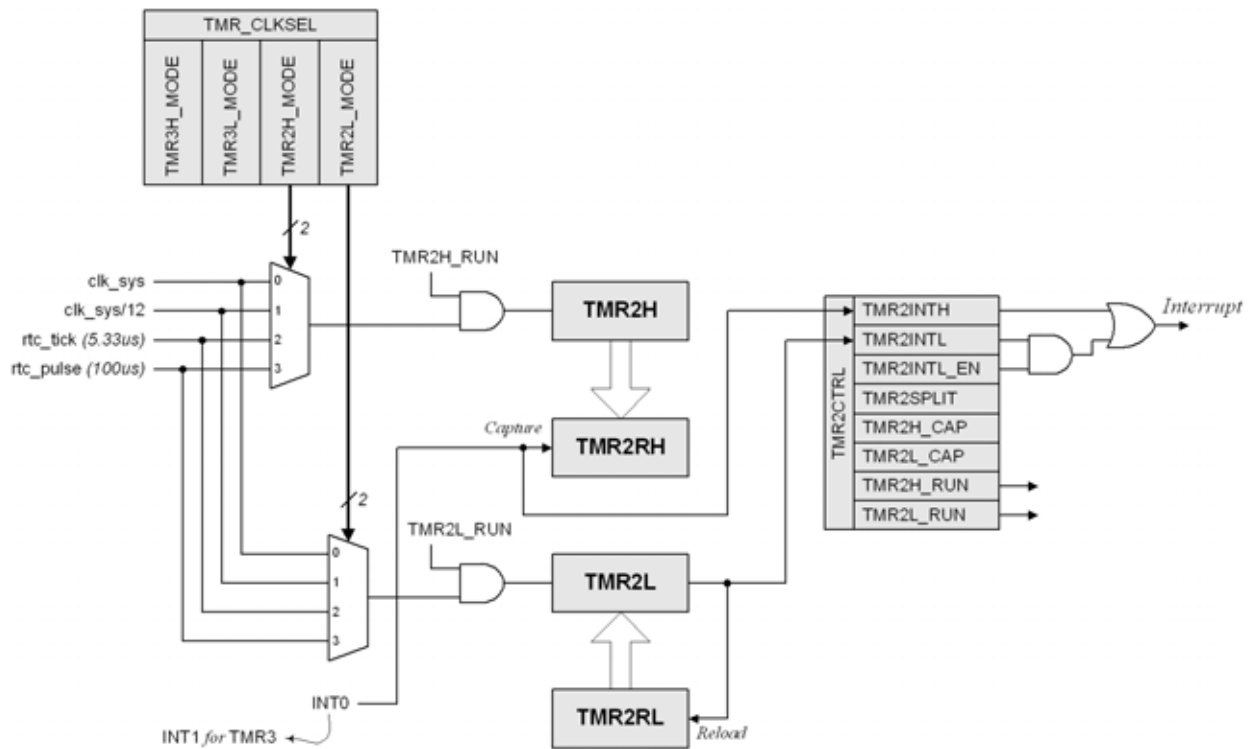 TMR_CLKSEL
TMR3H_MODE
TMR3L_MODE
TMR2H_MODE
TMR2L_MODE
2
clk_sys
clk_sys/12
rtc_tick (5.33us)
rtc_pulse (100us)
0
1
2
3
TMR2H_RUN
TMR2H
Capture
TMR2RH
2
0
1
2
3
TMR2L_RUN
TMR2L
TMR2RL
Reload
INT0
INT1 for TMR3
TMR2CTRL
TMR2INTH
TMR2INTL
TMR2INTL_EN
TMR2SPLIT
TMR2H_CAP
TMR2L_CAP
TMR2H_RUN
TMR2L_RUN
Interrupt